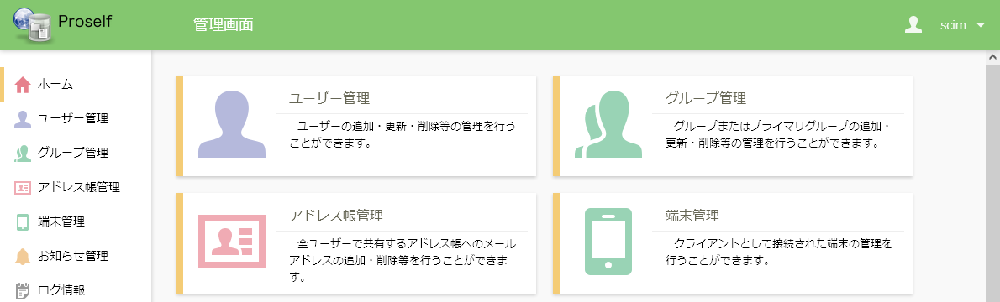 Proself
管理画面
scim
ホーム
ユーザー管理
グループ管理
アドレス帳管理
端末管理
お知らせ管理
ログ情報
ユーザー管理
ユーザーの追加・更新・削除等の管理を行う
ことができます。
グループ管理
グループまたはプライマリグループの追加・
更新・削除等の管理を行うことができます。
アドレス帳管理
全ユーザーで共有するアドレス帳へのメール
アドレスの追加・削除等を行うことができま
す。
端末管理
クライアントとして接続された端末の管理を
行うことができます。